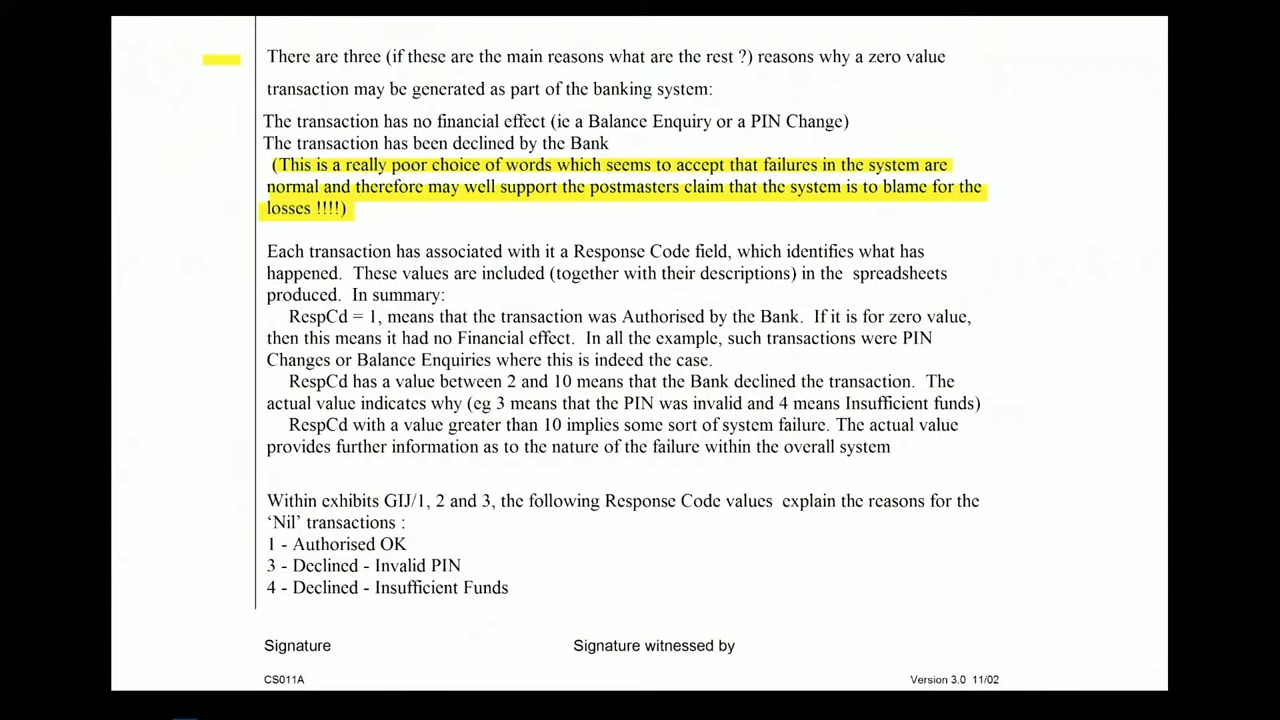 There are three (if these are the main reasons what are the rest ?) reasons why a zero value
transaction may be generated as part of the banking system:
The transaction has no financial effect (ie a Balance Enquiry or a PIN Change)
The transaction has been declined by the Bank
(This is a really poor choice of words which seems to accept that failures in the system are
normal and therefore may well support the postmasters claim that the system is to blame for the
losses !!!!)
Each transaction has associated with it a Response Code field, which identifies what has
happened. These values are included (together with their descriptions) in the spreadsheets
produced. In summary:
RespCd = 1, means that the transaction was Authorised by the Bank. If it is for zero value,
then this means it had no Financial effect. In all the example, such transactions were PIN
Changes or Balance Enquiries where this is indeed the case.
RespCd has a value between 2 and 10 means that the Bank declined the transaction. The
actual value indicates why (eg 3 means that the PIN was invalid and 4 means Insufficient funds)
RespCd with a value greater than 10 implies some sort of system failure. The actual value
provides further information as to the nature of the failure within the overall system
Within exhibits GIJ/1, 2 and 3, the following Response Code values explain the reasons for the
‘Nil’ transactions :
1 - Authorised OK
3 - Declined - Invalid PIN
4 - Declined - Insufficient Funds
Signature Signature witnessed by
CS011A Version 3.0 11/02